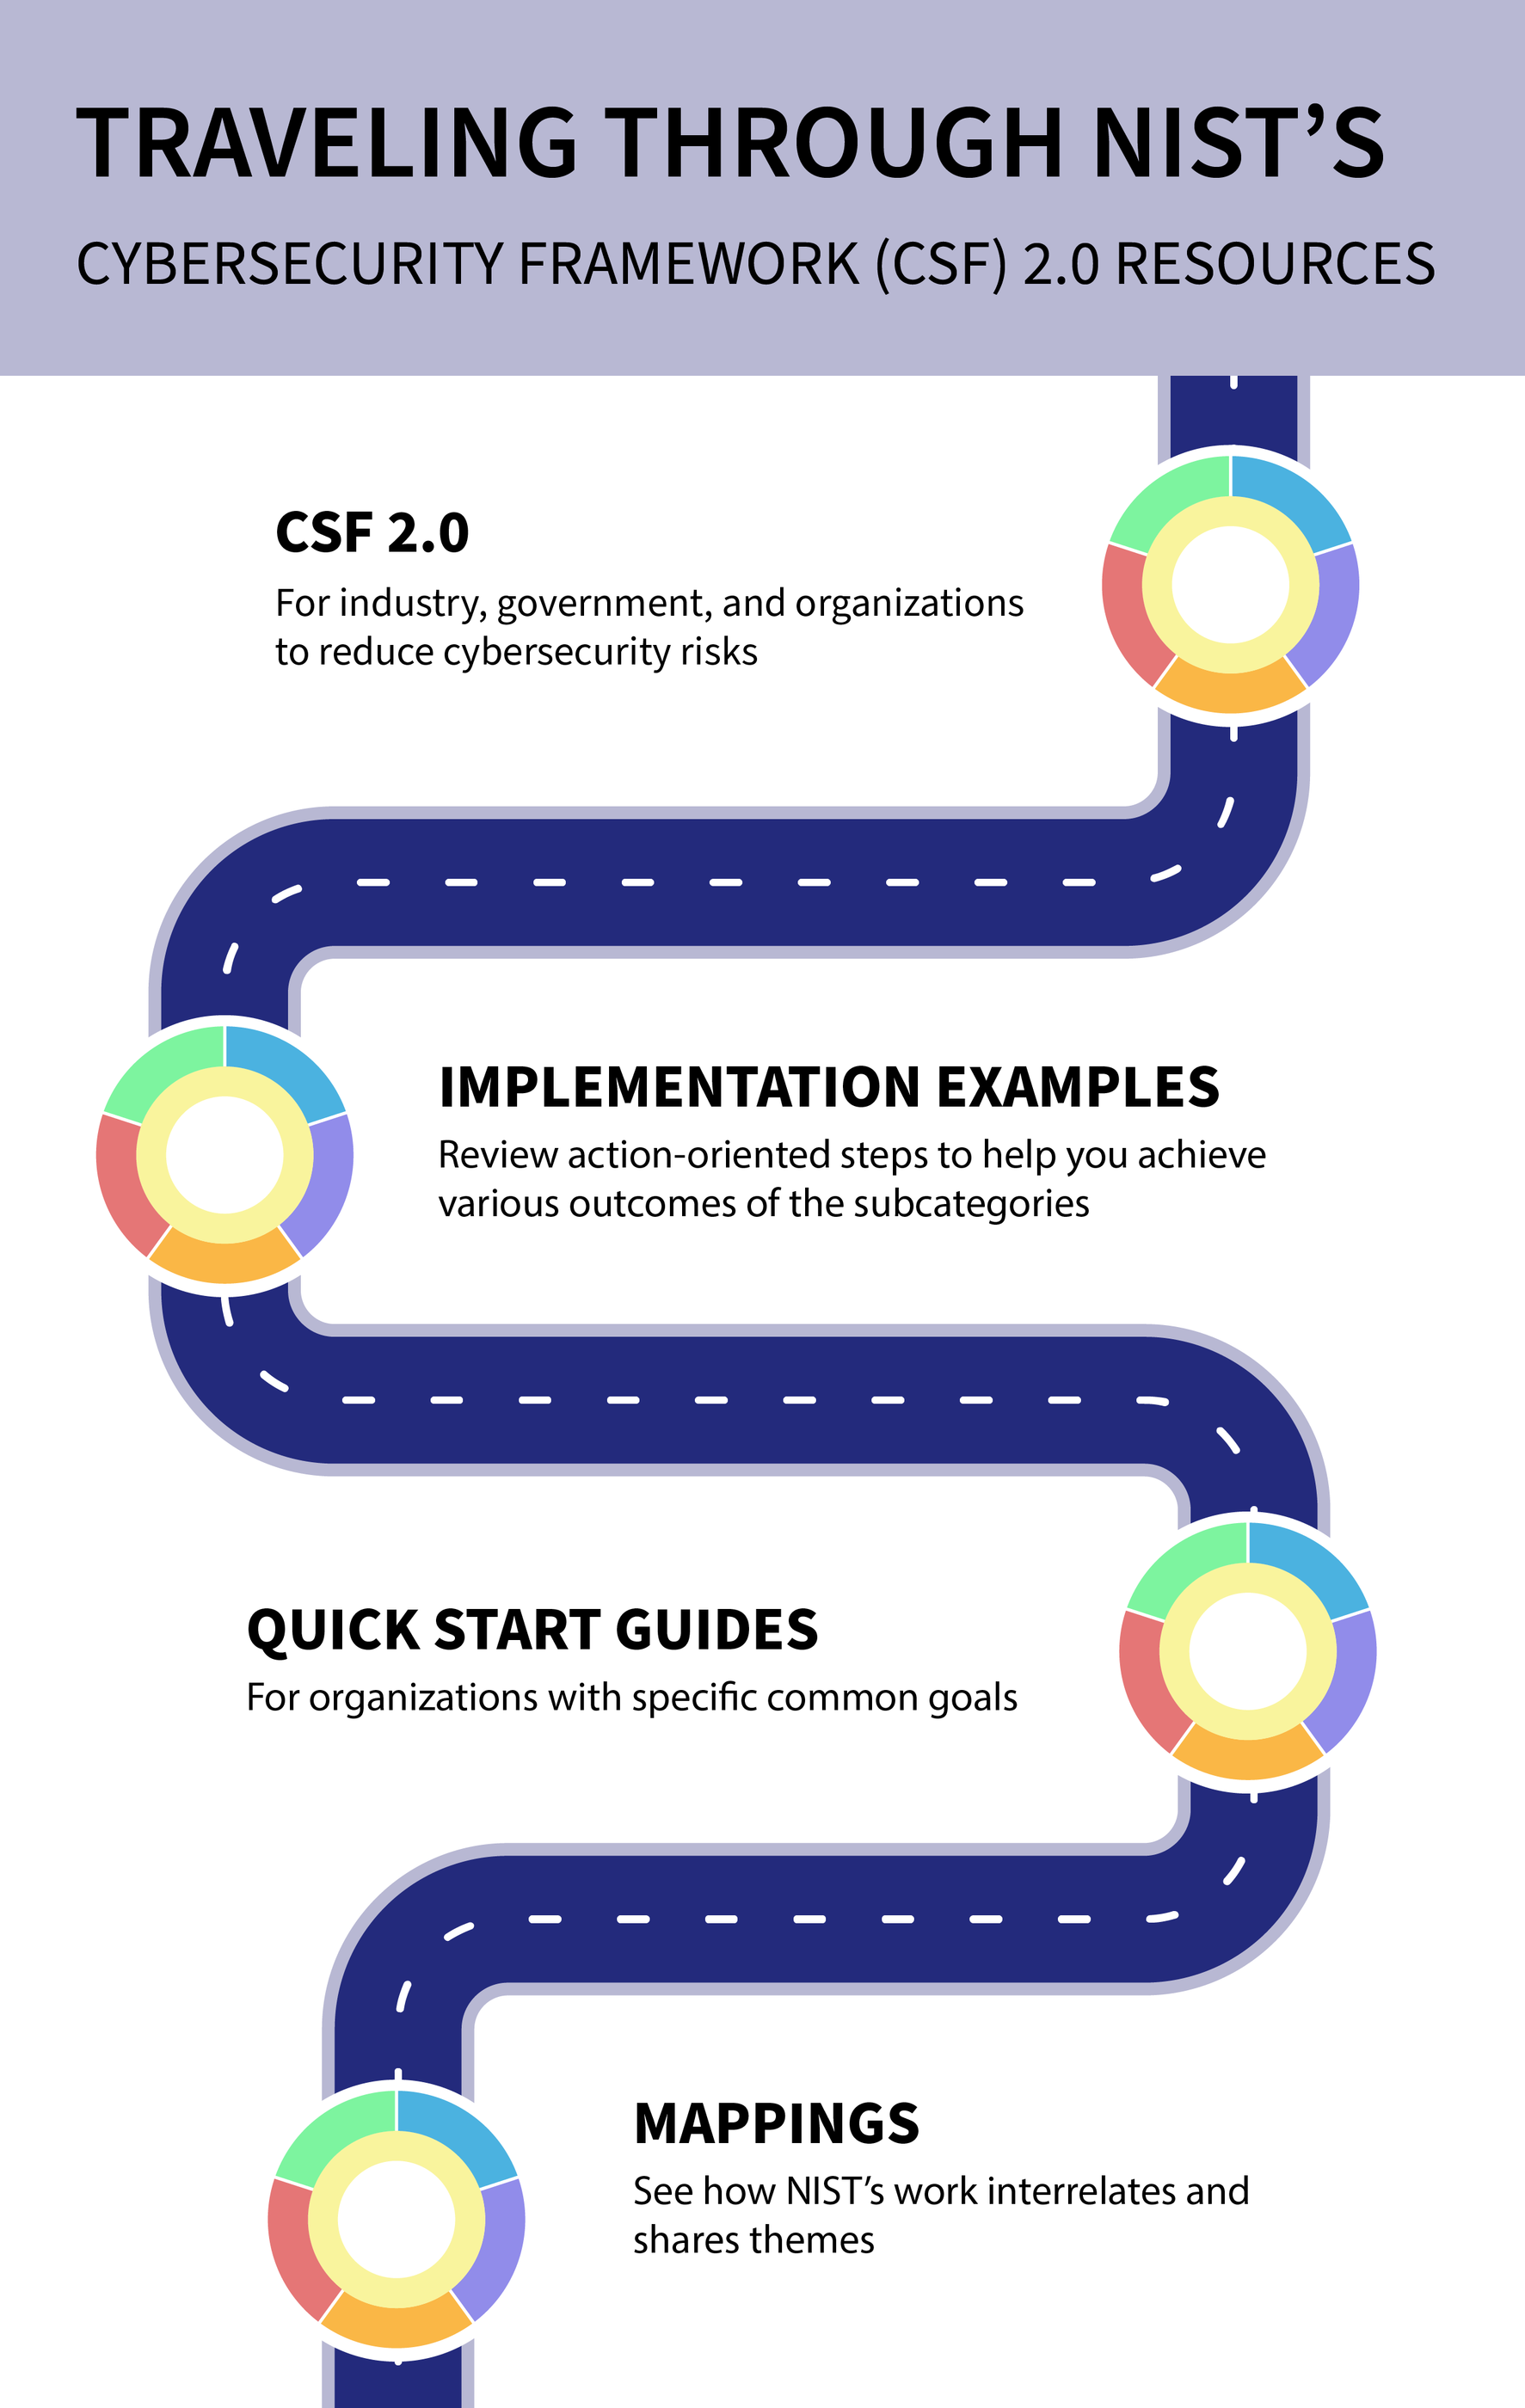 TRAVELING THROUGH NIST’S
CYBERSECURITY FRAMEWORK (CSF) 2.0 RESOURCES
CSF 2.0
For industry, government, and organizations
to reduce cybersecurity risks
IMPLEMENTATION EXAMPLES
Review action-oriented steps to help you achieve
various outcomes of the subcategories
QUICK START GUIDES
For organizations with specific common goals
MAPPINGS
See how NIST’s work interrelates and
shares themes